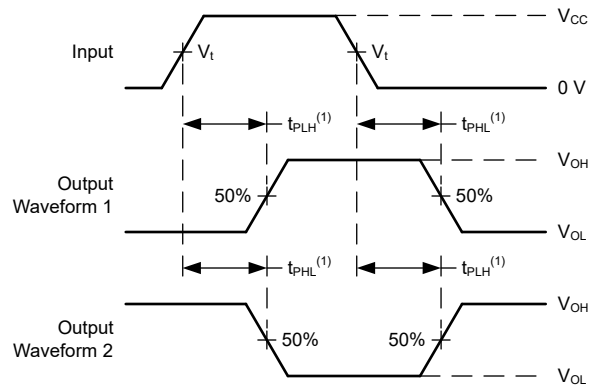 V_CC
Input
V_t
V_t
0 V
t_PLH^(1)
t_PHL^(1)
V_OH
Output
Waveform 1
50%
50%
V_OL
t_PHL^(1)
t_PLH^(1)
V_OH
Output
Waveform 2
50%
50%
V_OL